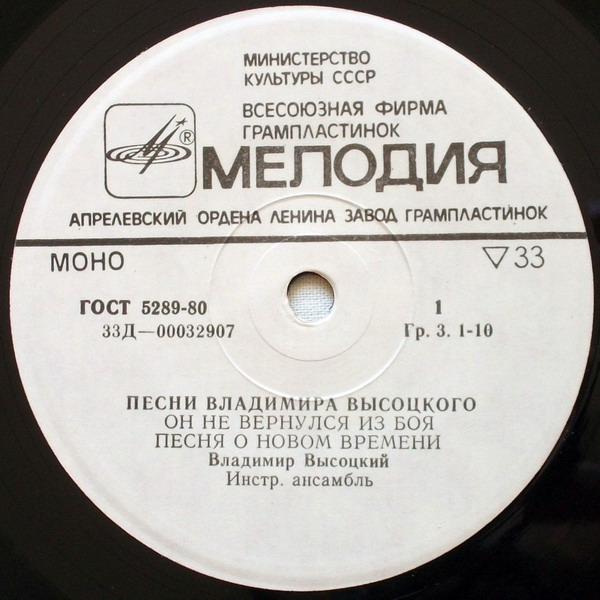 МИНИСТЕРСТВО
КУЛЬТУРЫ СССР
ВСЕСОЮЗНАЯ ФИРМА
ГРАМПЛАСТИНОК
® МЕЛОДИЯ
АПРЕЛЕВСКИЙ ОРДЕНА ЛЕНИНА ЗАВОД ГРАМПЛАСТИНОК
МОНО ▽33
ГОСТ 5289-80 1
33Д—00032907 Гр. 3. 1-10
ПЕСНИ ВЛАДИМИРА ВЫСОЦКОГО
ОН НЕ ВЕРНУЛСЯ ИЗ БОЯ
ПЕСНЯ О НОВОМ ВРЕМЕНИ
Владимир Высоцкий
Инстр. ансамбль